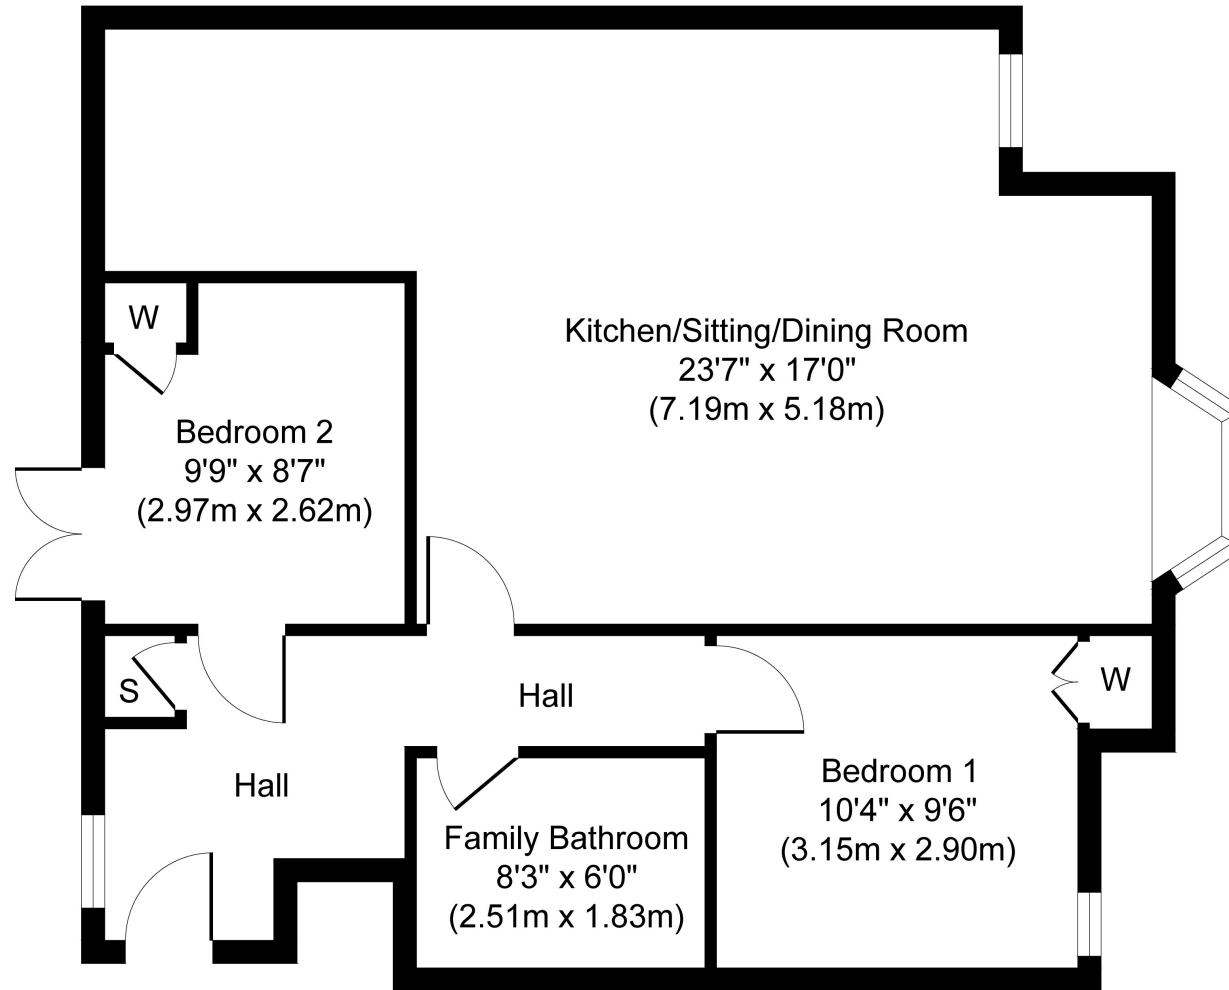 W
Kitchen/Sitting/Dining Room
23'7" x 17'0"
(7.19m x 5.18m)
Bedroom 2
9'9" x 8'7"
(2.97m x 2.62m)
S
Hall
W
Hall
Bedroom 1
10'4" x 9'6"
(3.15m x 2.90m)
Family Bathroom
8'3" x 6'0"
(2.51m x 1.83m)